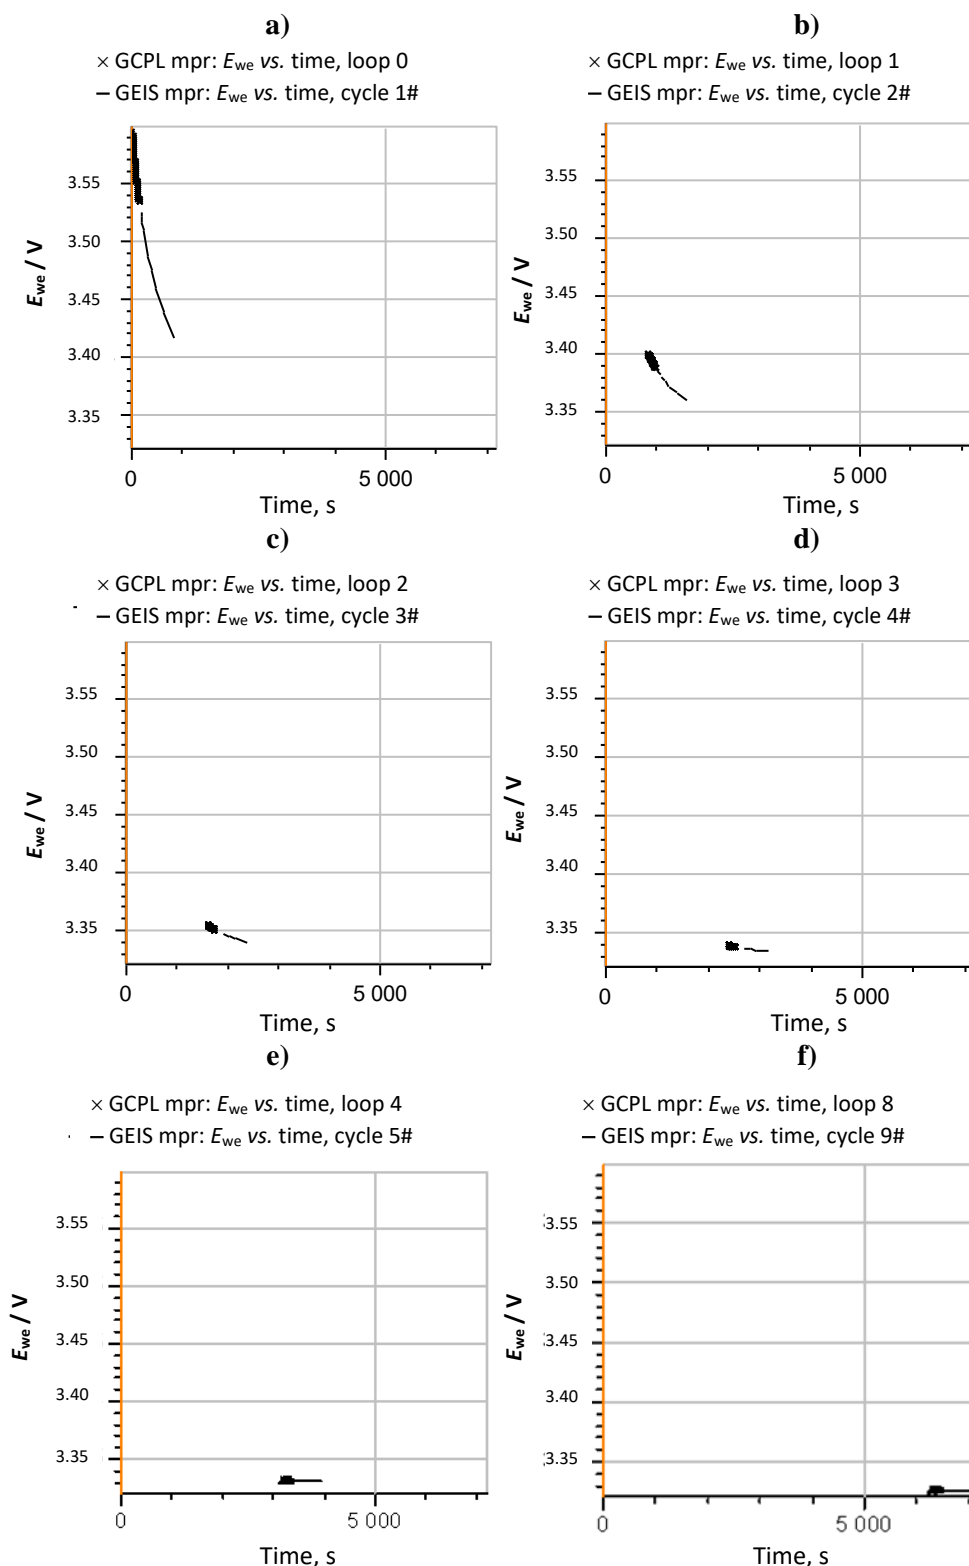 a)
× GCPL mpr: Ewe vs. time, loop 0
– GEIS mpr: Ewe vs. time, cycle 1#
3.55
3.50
3.45
3.40
3.35
Ewe / V
0
5 000
Time, s
b)
× GCPL mpr: Ewe vs. time, loop 1
– GEIS mpr: Ewe vs. time, cycle 2#
3.55
3.50
3.45
3.40
3.35
Ewe / V
0
5 000
Time, s
c)
× GCPL mpr: Ewe vs. time, loop 2
– GEIS mpr: Ewe vs. time, cycle 3#
3.55
3.50
3.45
3.40
3.35
Ewe / V
0
5 000
Time, s
d)
× GCPL mpr: Ewe vs. time, loop 3
– GEIS mpr: Ewe vs. time, cycle 4#
3.55
3.50
3.45
3.40
3.35
Ewe / V
0
5 000
Time, s
e)
× GCPL mpr: Ewe vs. time, loop 4
– GEIS mpr: Ewe vs. time, cycle 5#
3.55
3.50
3.45
3.40
3.35
Ewe / V
0
5 000
Time, s
f)
× GCPL mpr: Ewe vs. time, loop 8
– GEIS mpr: Ewe vs. time, cycle 9#
3.55
3.50
3.45
3.40
3.35
Ewe / V
0
5 000
Time, s